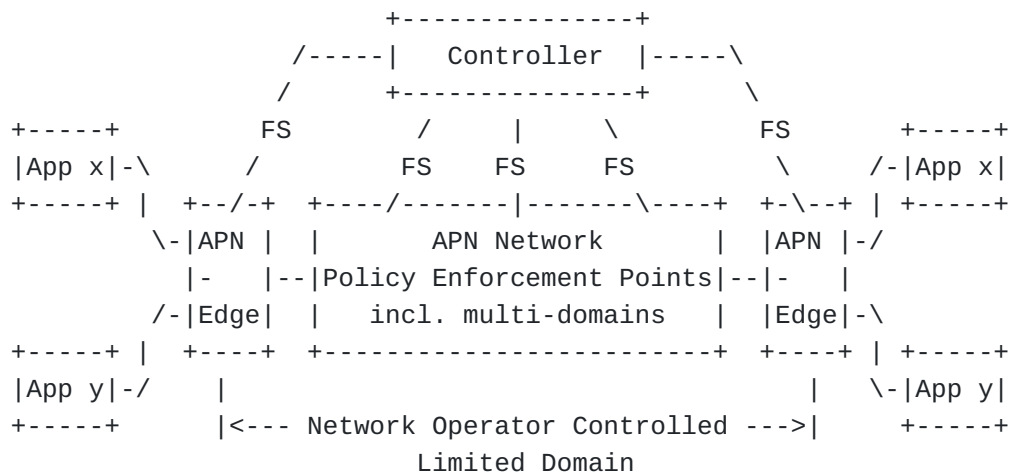 +---------------+
               /-----|   Controller  |-----\
              /      +---------------+      \
+-----+      FS       /     |     \       FS       +-----+
|App x|-\     /      FS    FS     FS       \     /-|App x|
+-----+ |  +--/-+  +----/-------|-------\----+  +-\--+ | +-----+
         \-|APN |  |       APN Network       |  |APN |-/
           |-   |--|Policy Enforcement Points|--|-   |
         /-|Edge|  |   incl. multi-domains   |  |Edge|-\
+-----+ |  +----+  +-------------------------+  +----+ | +-----+
|App y|-/    |                                     |    \-|App y|
+-----+      |<--- Network Operator Controlled --->|     +-----+
                         Limited Domain